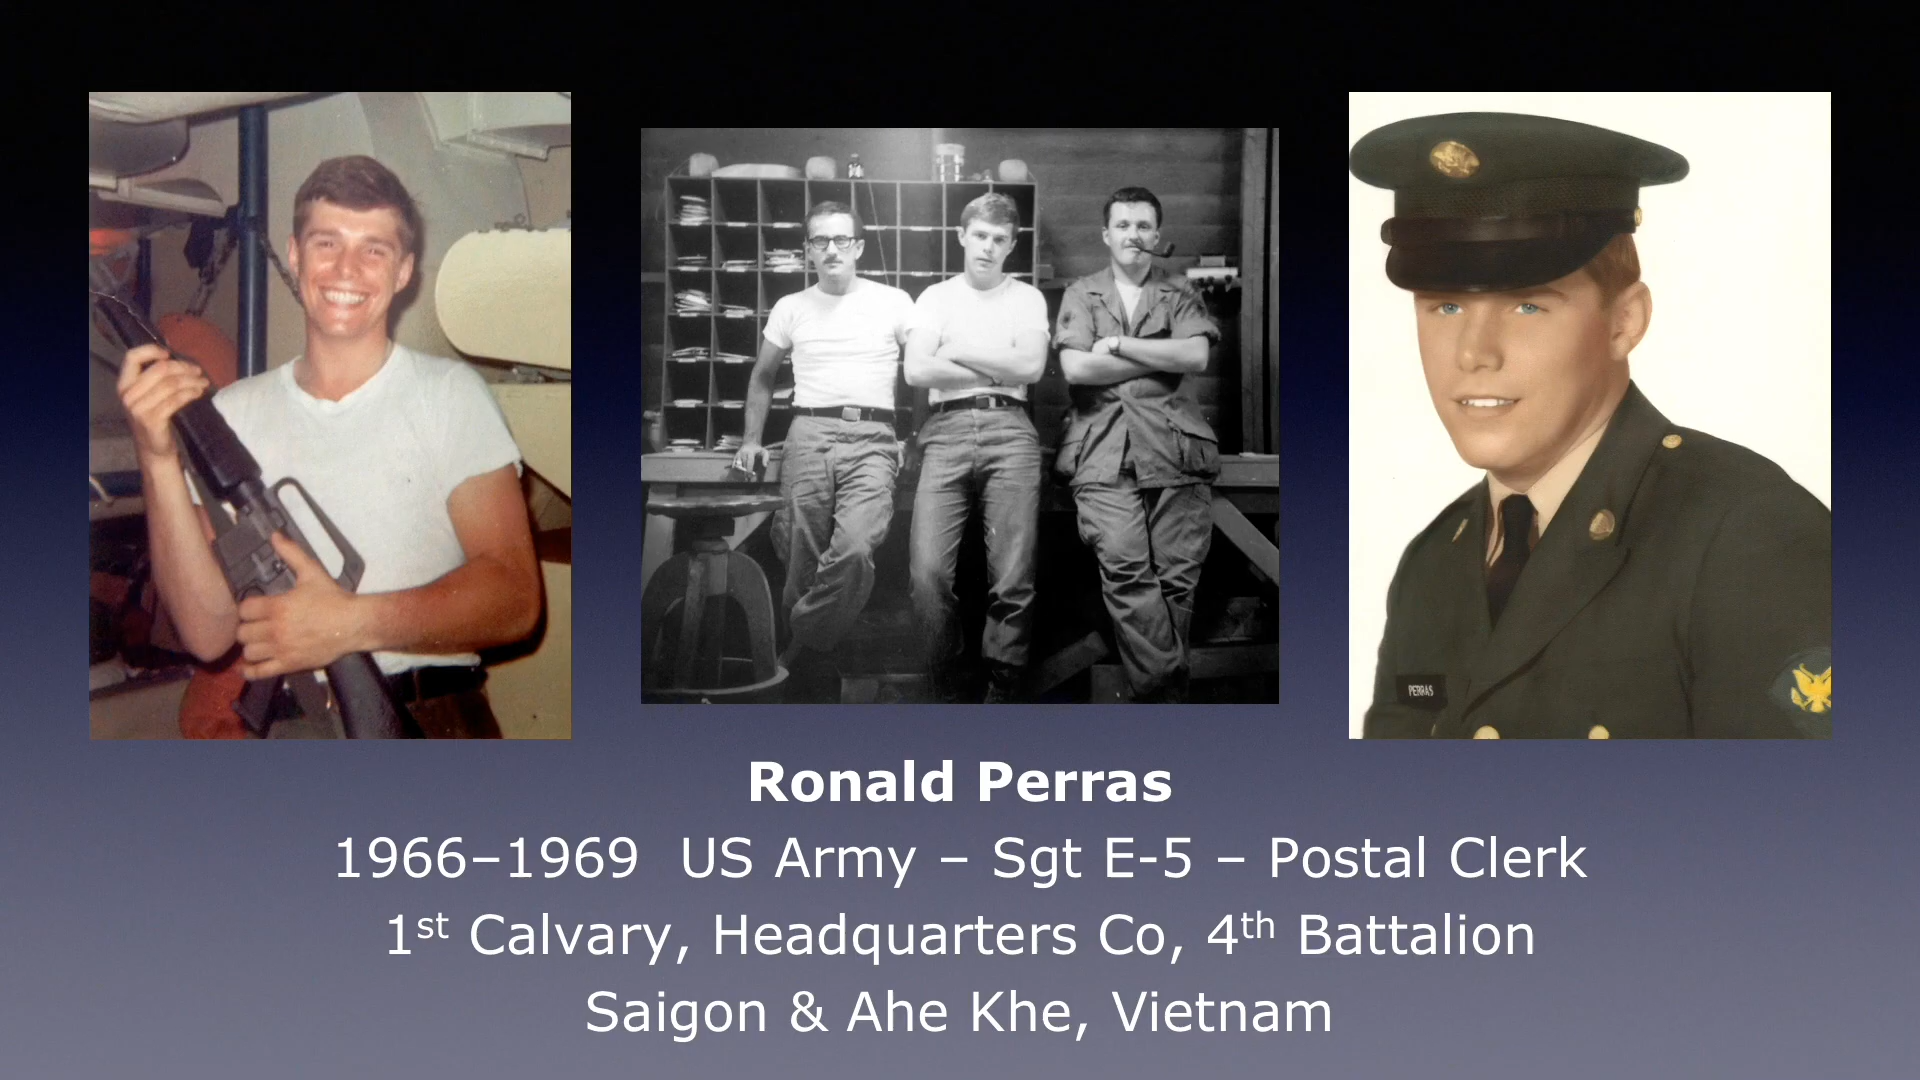 PERRAS
Ronald Perras
1966–1969  US Army – Sgt E-5 – Postal Clerk
1st Calvary, Headquarters Co, 4th Battalion
Saigon & Ahe Khe, Vietnam